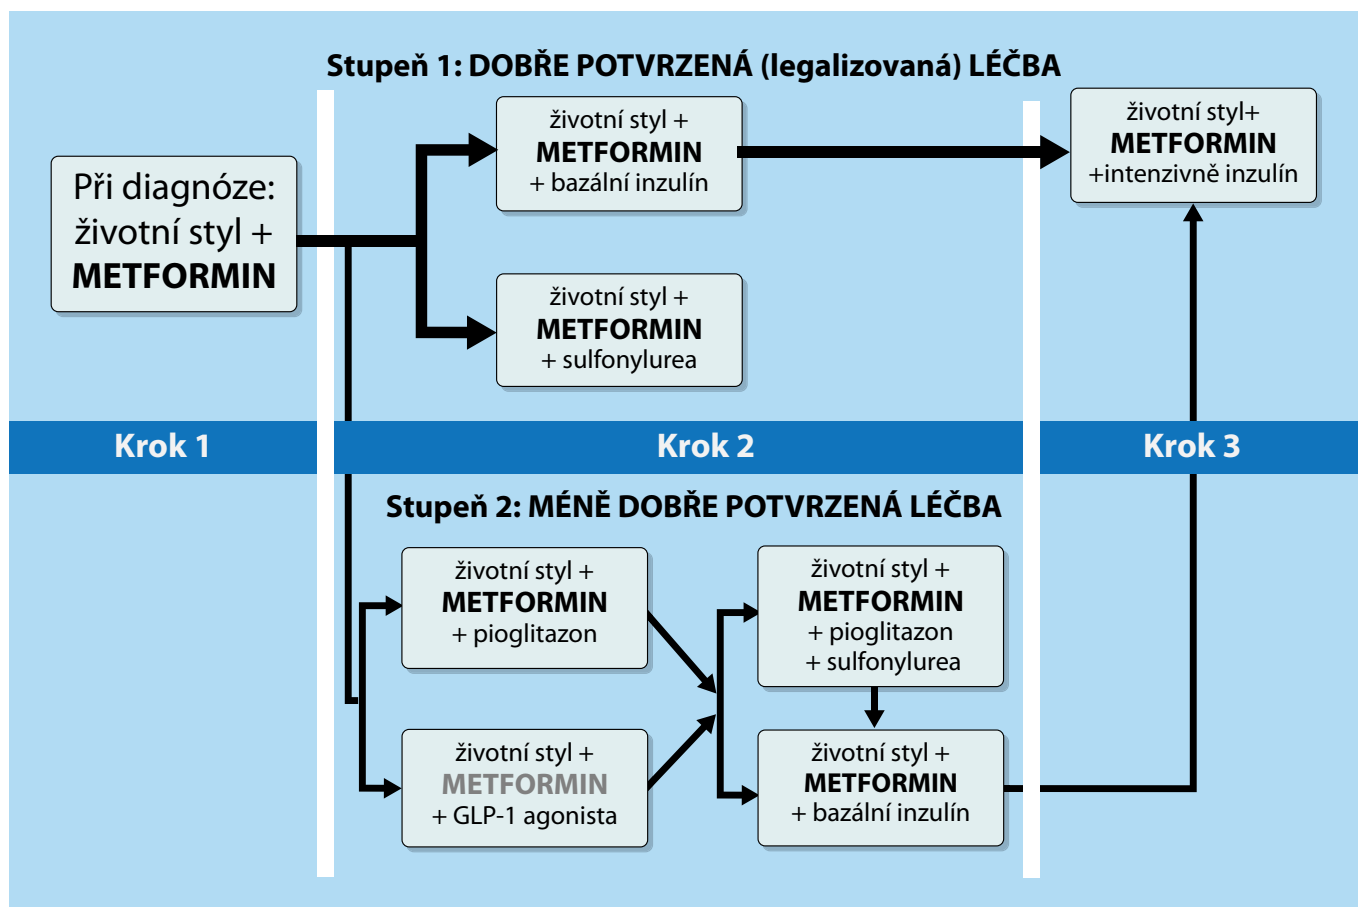 Stupeň 1: DOBŘE POTVRZENÁ (legalizovaná) LÉČBA
Při diagnóze:
životní styl +
METFORMIN
životní styl +
METFORMIN
+ bazální inzulín
životní styl+
METFORMIN
+intenzivně inzulín
životní styl +
METFORMIN
+ sulfonylurea
Krok 1
Krok 2
Krok 3
Stupeň 2: MÉNĚ DOBŘE POTVRZENÁ LÉČBA
životní styl +
METFORMIN
+ pioglitazon
životní styl +
METFORMIN
+ pioglitazon
+ sulfonylurea
životní styl +
METFORMIN
+ GLP-1 agonista
životní styl +
METFORMIN
+ bazální inzulín